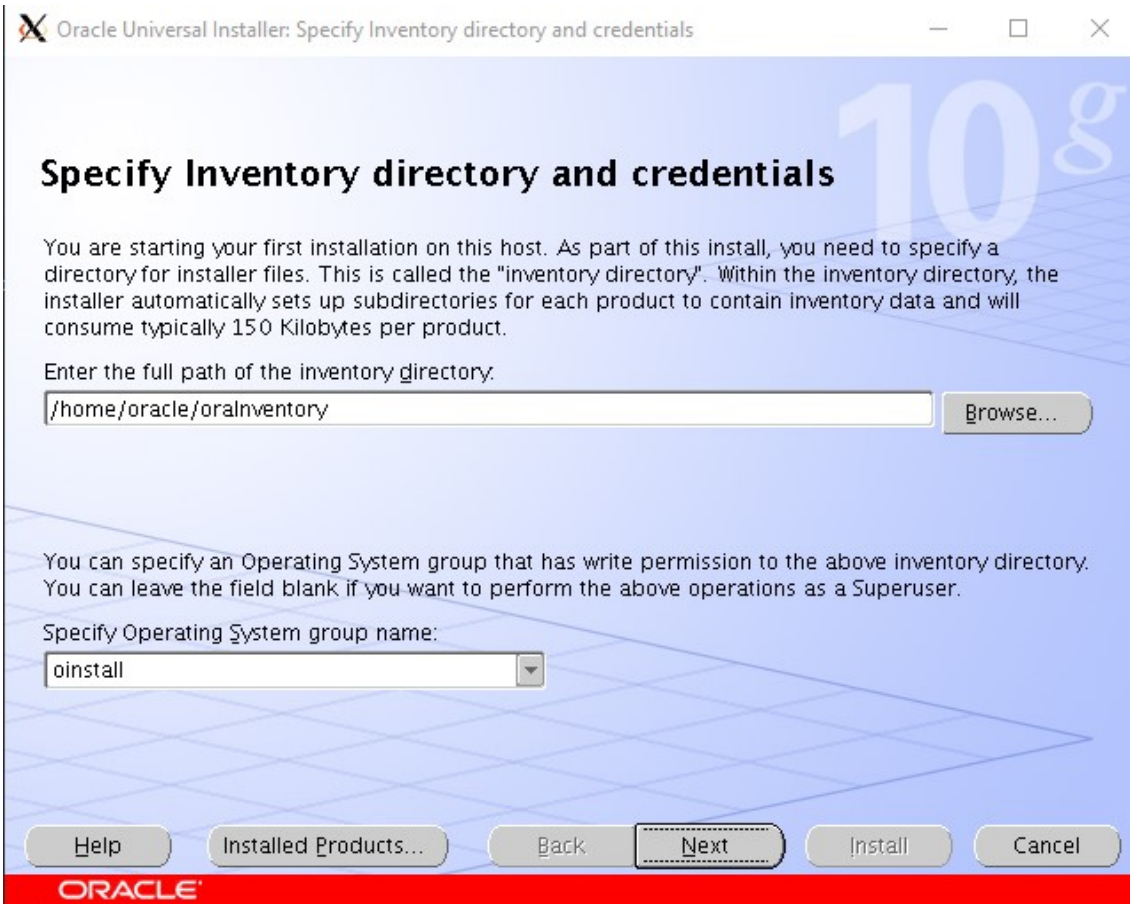 Oracle Universal Installer: Specify Inventory directory and credentials
10g
Specify Inventory directory and credentials
You are starting your first installation on this host. As part of this install, you need to specify a
directory for installer files. This is called the "inventory directory". Within the inventory directory, the
installer automatically sets up subdirectories for each product to contain inventory data and will
consume typically 150 Kilobytes per product.
Enter the full path of the inventory directory:
/home/oracle/oraInventory
Browse...
You can specify an Operating System group that has write permission to the above inventory directory.
You can leave the field blank if you want to perform the above operations as a Superuser.
Specify Operating System group name:
oinstall
Help Installed Products... Back Next Install Cancel
ORACLE